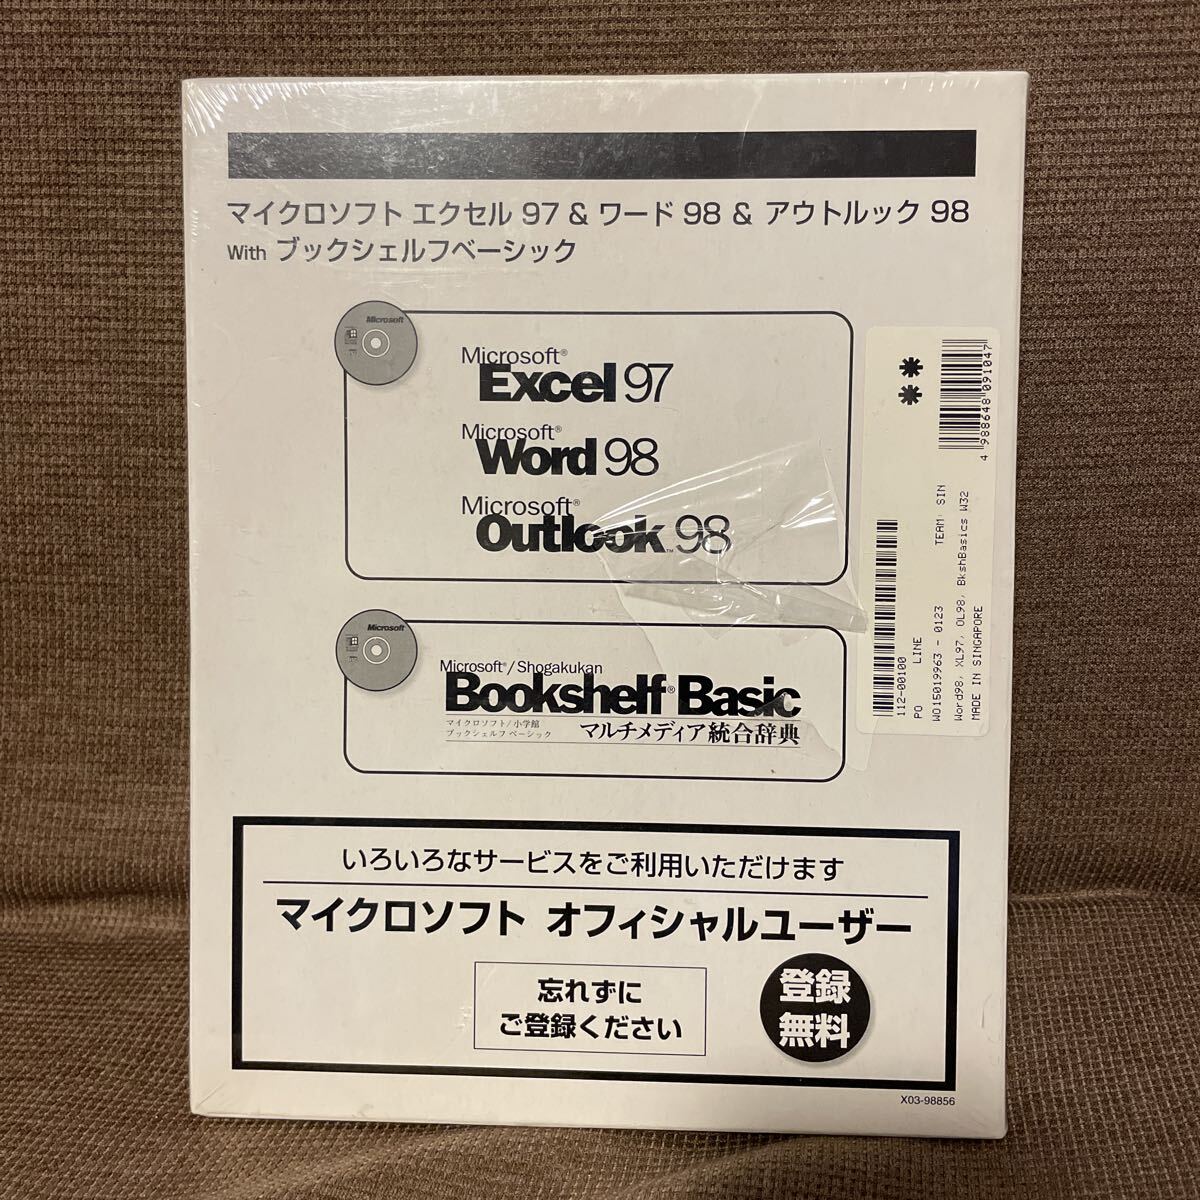 マイクロソフト エクセル 97 & ワード 98 & アウトルック 98
With ブックシェルフベーシック
Microsoft
Microsoft®
Excel 97
Microsoft®
Word 98
Microsoft®
Outlook™ 98
Microsoft
Microsoft®/Shogakukan
Bookshelf® Basic
マイクロソフト/小学館
ブックシェルフ ベーシック
マルチメディア統合辞典
**
4 988648 091047
112-00100
PO LINE TEAM: SIN
WO15019963 - 0123
Word98, XL97, OL98, BkshBasics W32
MADE IN SINGAPORE
いろいろなサービスをご利用いただけます
マイクロソフト オフィシャルユーザー
忘れずに
ご登録ください
登録
無料
X03-98856